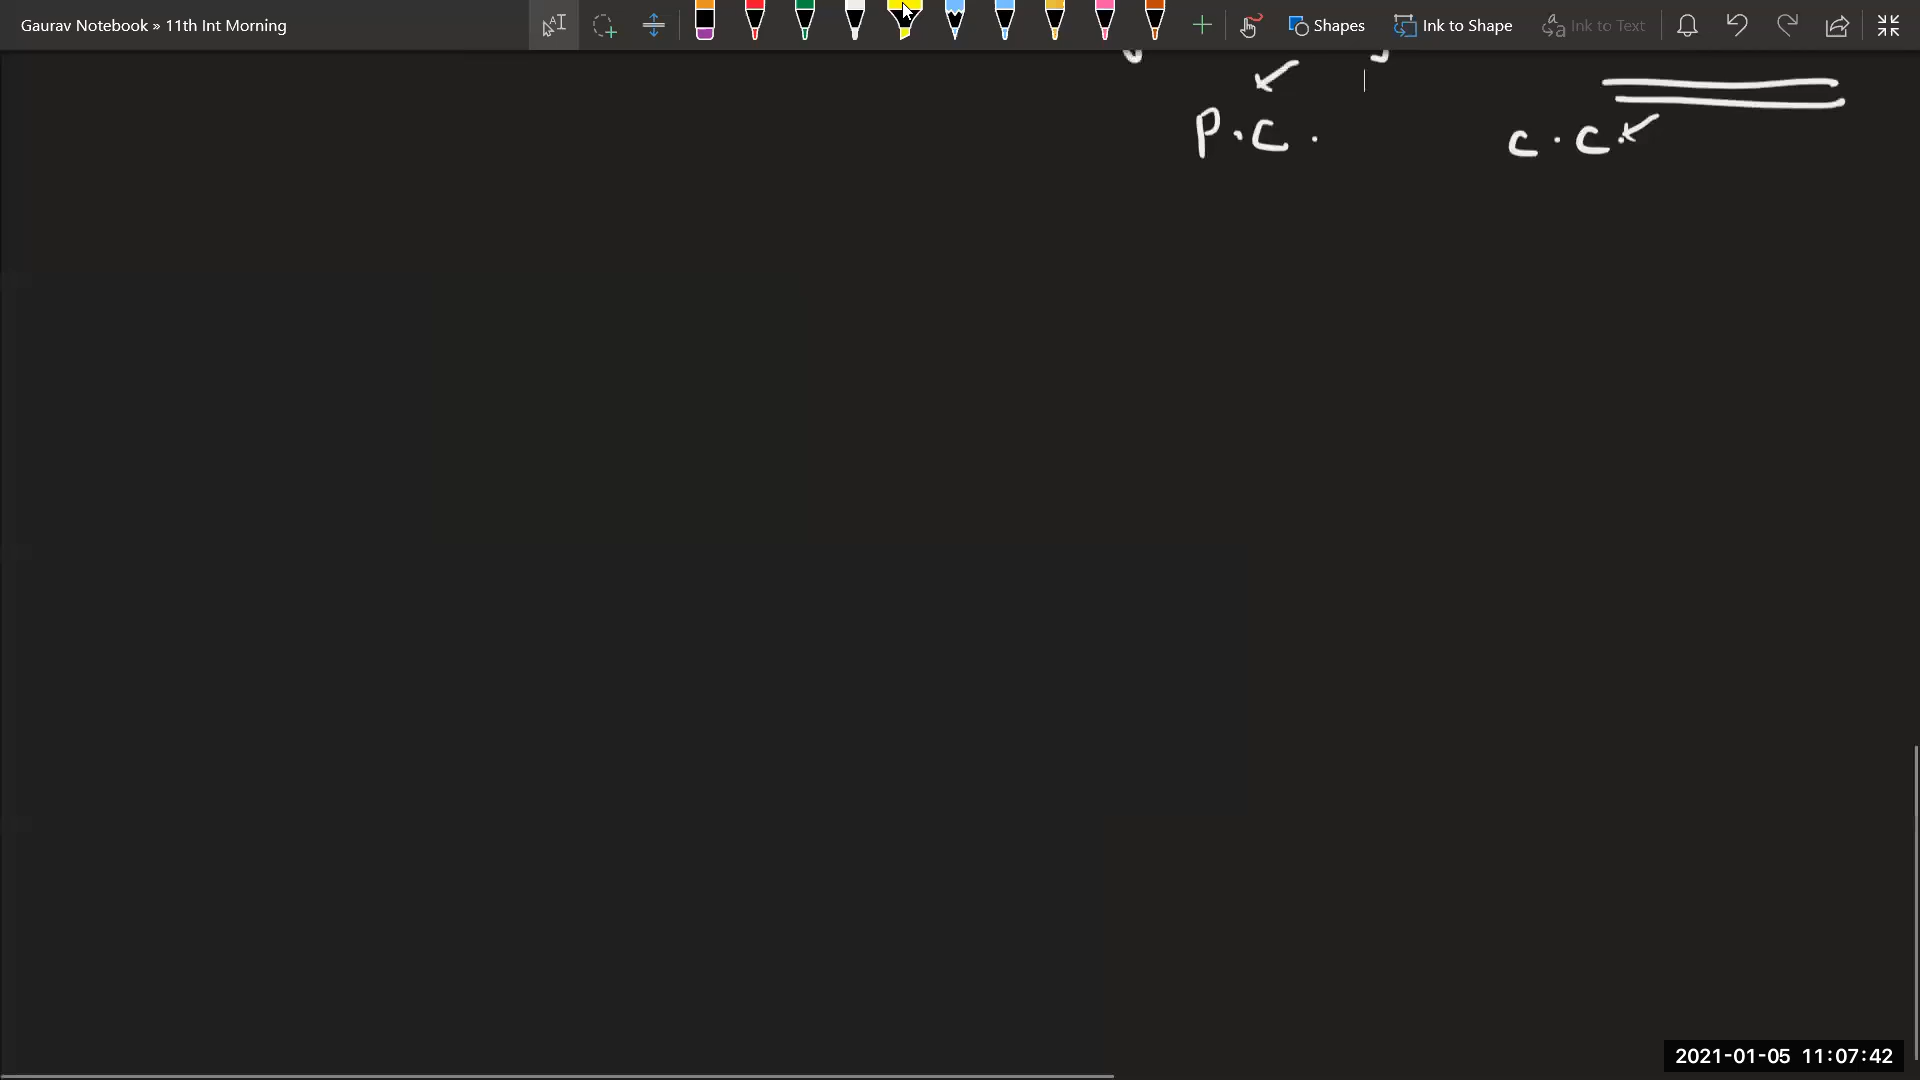 Gaurav Notebook » 11th Int Morning
Shapes
Ink to Shape
Ink to Text
P.C.
C.C.
2021-01-05 11:07:42